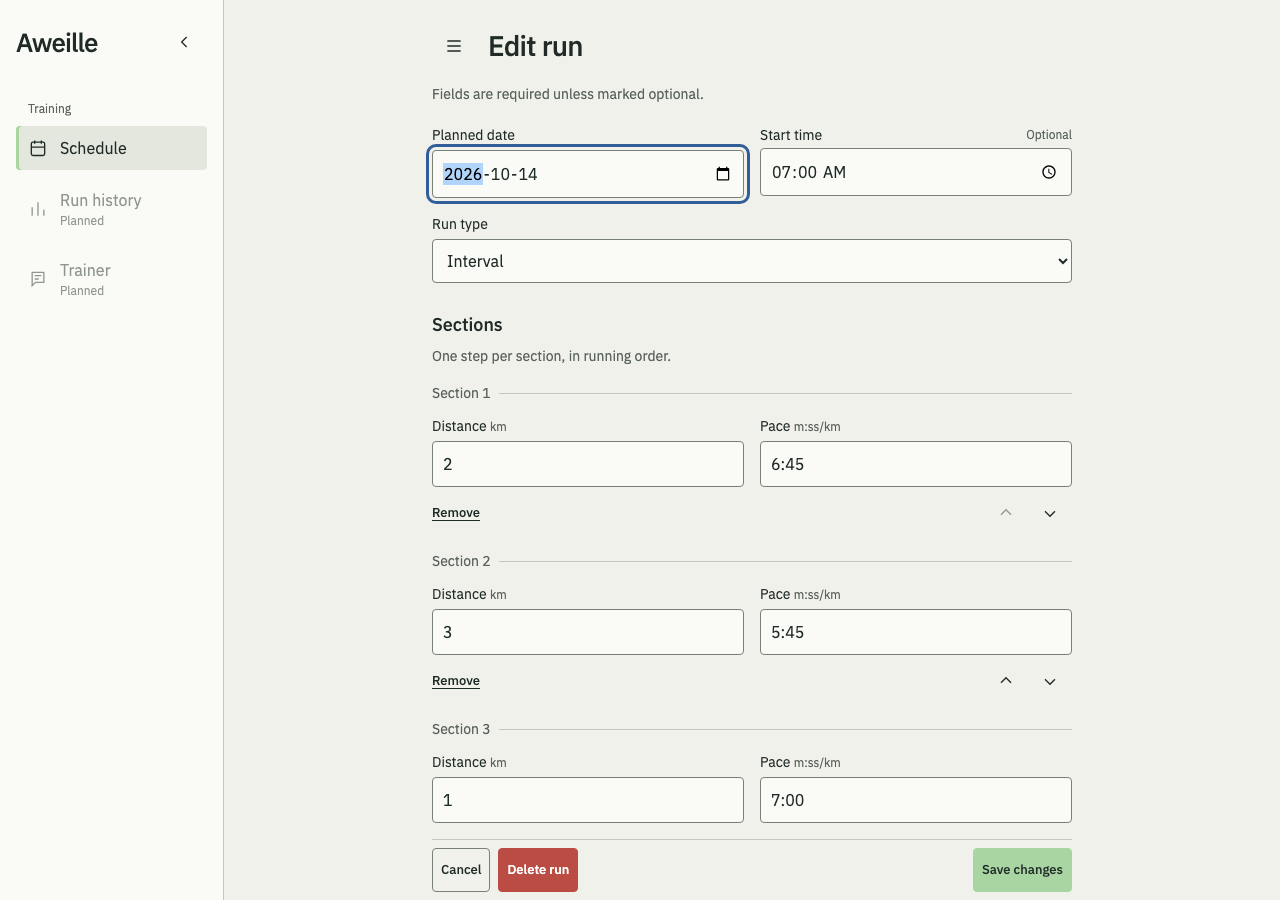 Aweille
Training
Schedule
Run history
Planned
Trainer
Planned
Edit run
Fields are required unless marked optional.
Planned date
2026-10-14
Start time Optional
07:00 AM
Run type
Interval
Sections
One step per section, in running order.
Section 1
Distance km
2
Pace m:ss/km
6:45
Remove
Section 2
Distance km
3
Pace m:ss/km
5:45
Remove
Section 3
Distance km
1
Pace m:ss/km
7:00
Cancel
Delete run
Save changes